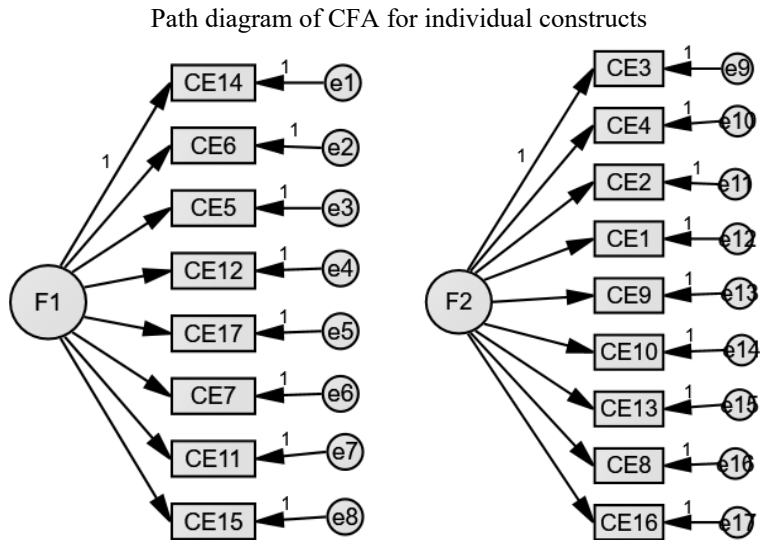 Path diagram of CFA for individual constructs
F1
1
CE14
1
e1
CE6
1
e2
CE5
1
e3
CE12
1
e4
CE17
1
e5
CE7
1
e6
CE11
1
e7
CE15
1
e8
F2
1
CE3
1
e9
CE4
1
e10
CE2
1
e11
CE1
1
e12
CE9
1
e13
CE10
1
e14
CE13
1
e15
CE8
1
e16
CE16
1
e17